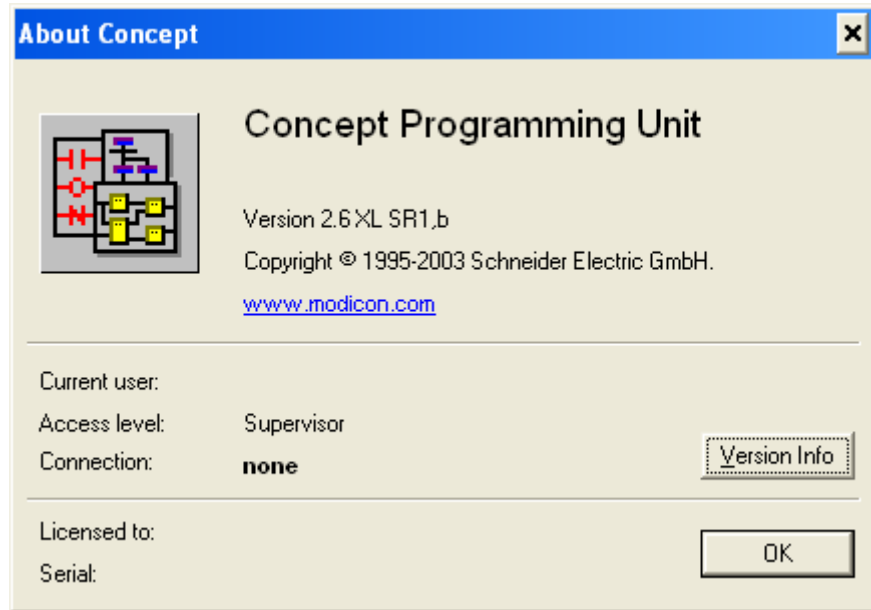 About Concept
Concept Programming Unit
Version 2.6 XL SR1,b
Copyright © 1995-2003 Schneider Electric GmbH.
www.modicon.com
Current user:
Access level: Supervisor
Connection: none
Version Info
Licensed to:
Serial:
OK